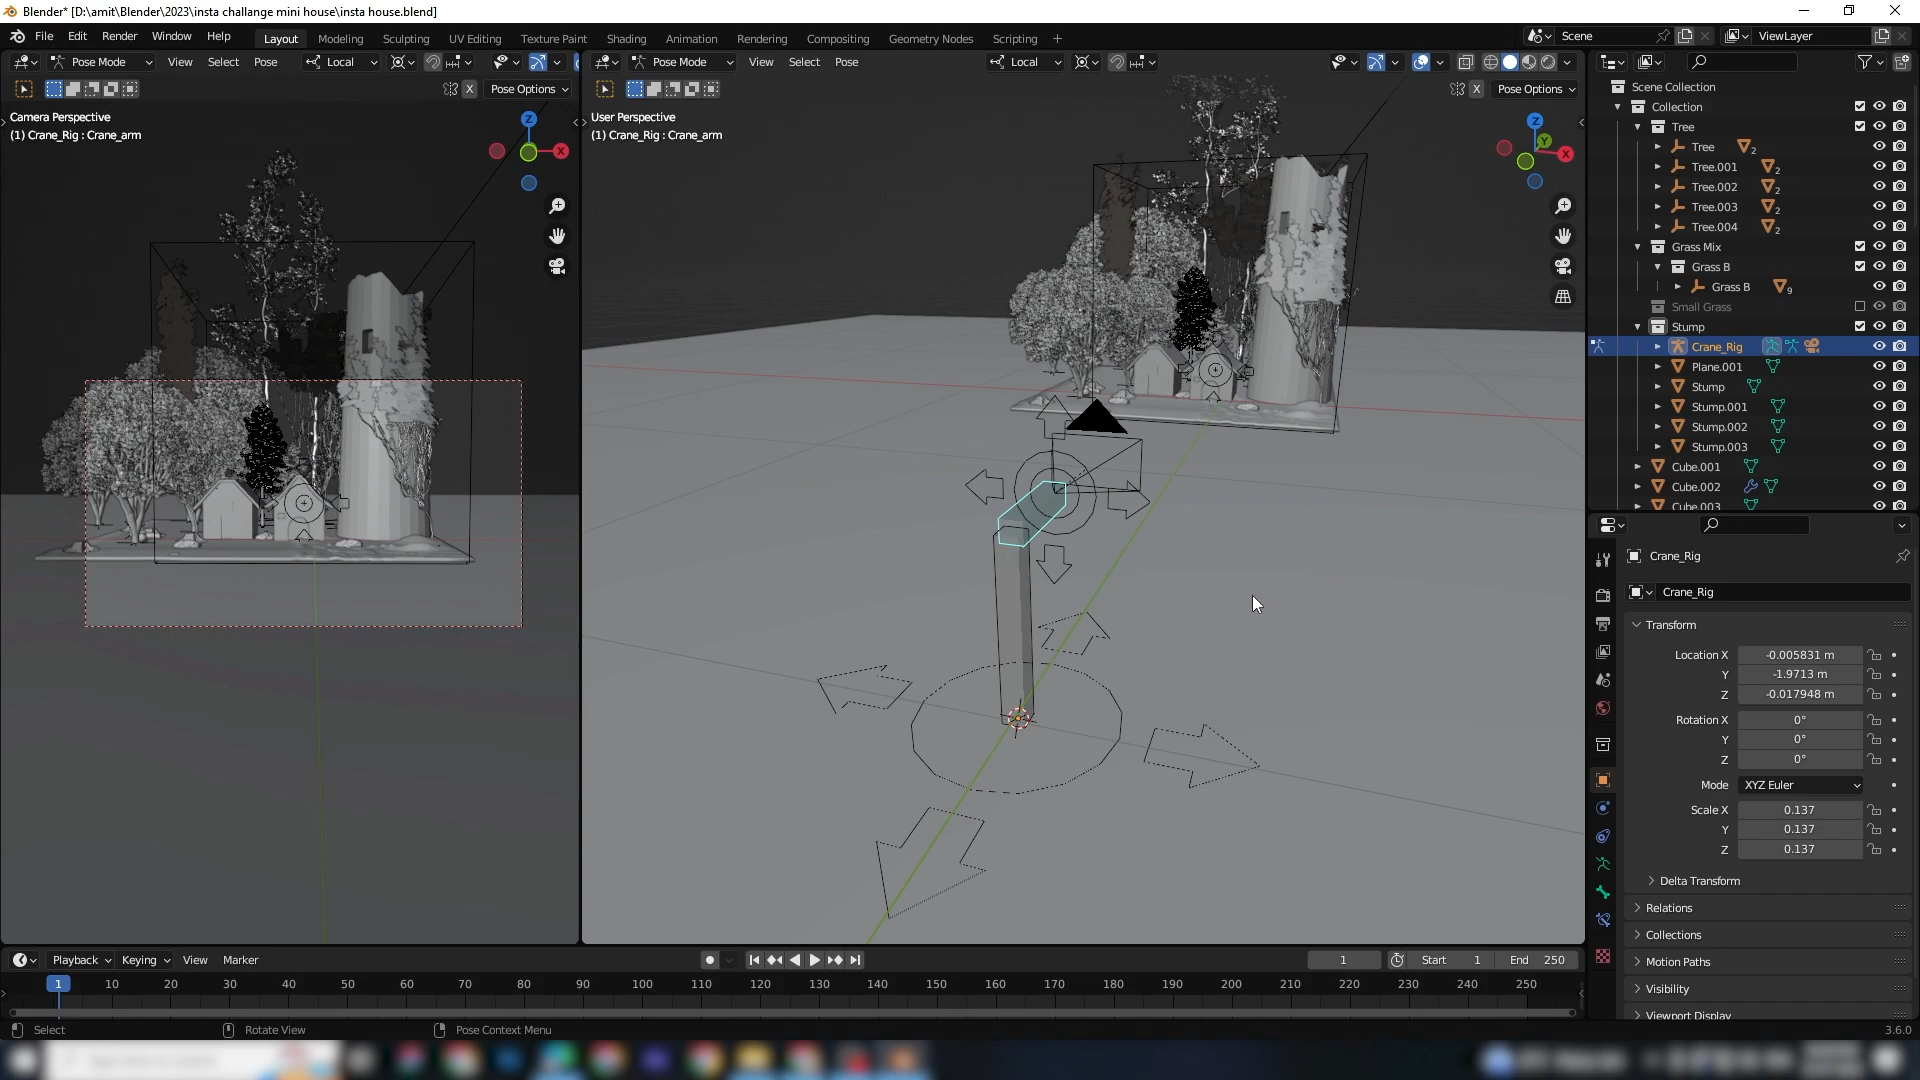 Blender* [D:\amit\Blender\2023\insta challange mini house\insta house.blend]
File Edit Render Window Help Layout Modeling Sculpting UV Editing Texture Paint Shading Animation Rendering Compositing Geometry Nodes Scripting + Scene ViewLayer
Pose Mode View Select Pose Local
Pose Mode View Select Pose Local
X Pose Options
X Pose Options
Camera Perspective
(1) Crane_Rig : Crane_arm
User Perspective
(1) Crane_Rig : Crane_arm
Z
X
Z
Y
X
Scene Collection
Collection
Tree
Tree 2
Tree.001 2
Tree.002 2
Tree.003 2
Tree.004 2
Grass Mix
Grass B
Grass B 9
Small Grass
Stump
Crane_Rig
Plane.001
Stump
Stump.001
Stump.002
Stump.003
Cube.001
Cube.002
Cube.003
Crane_Rig
Crane_Rig
Transform
Location X -0.005831 m
Y -1.9713 m
Z -0.017948 m
Rotation X 0°
Y 0°
Z 0°
Mode XYZ Euler
Scale X 0.137
Y 0.137
Z 0.137
Delta Transform
Relations
Collections
Motion Paths
Visibility
Viewport Display
Playback Keying View Marker 1 Start 1 End 250
1 10 20 30 40 50 60 70 80 90 100 110 120 130 140 150 160 170 180 190 200 210 220 230 240 250
Select Rotate View Pose Context Menu 3.6.0